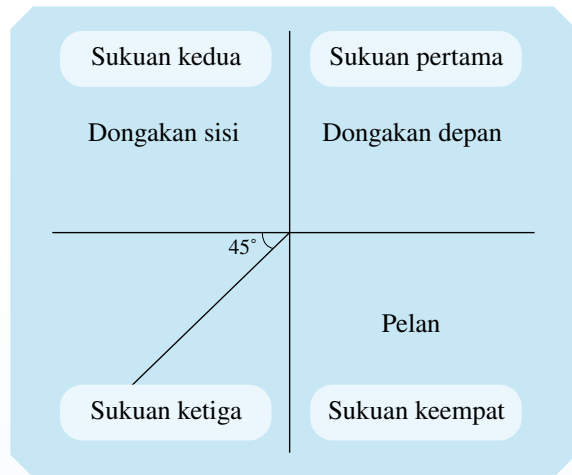 Sukuan kedua
Sukuan pertama
Dongakan sisi
Dongakan depan
45°
Pelan
Sukuan ketiga
Sukuan keempat